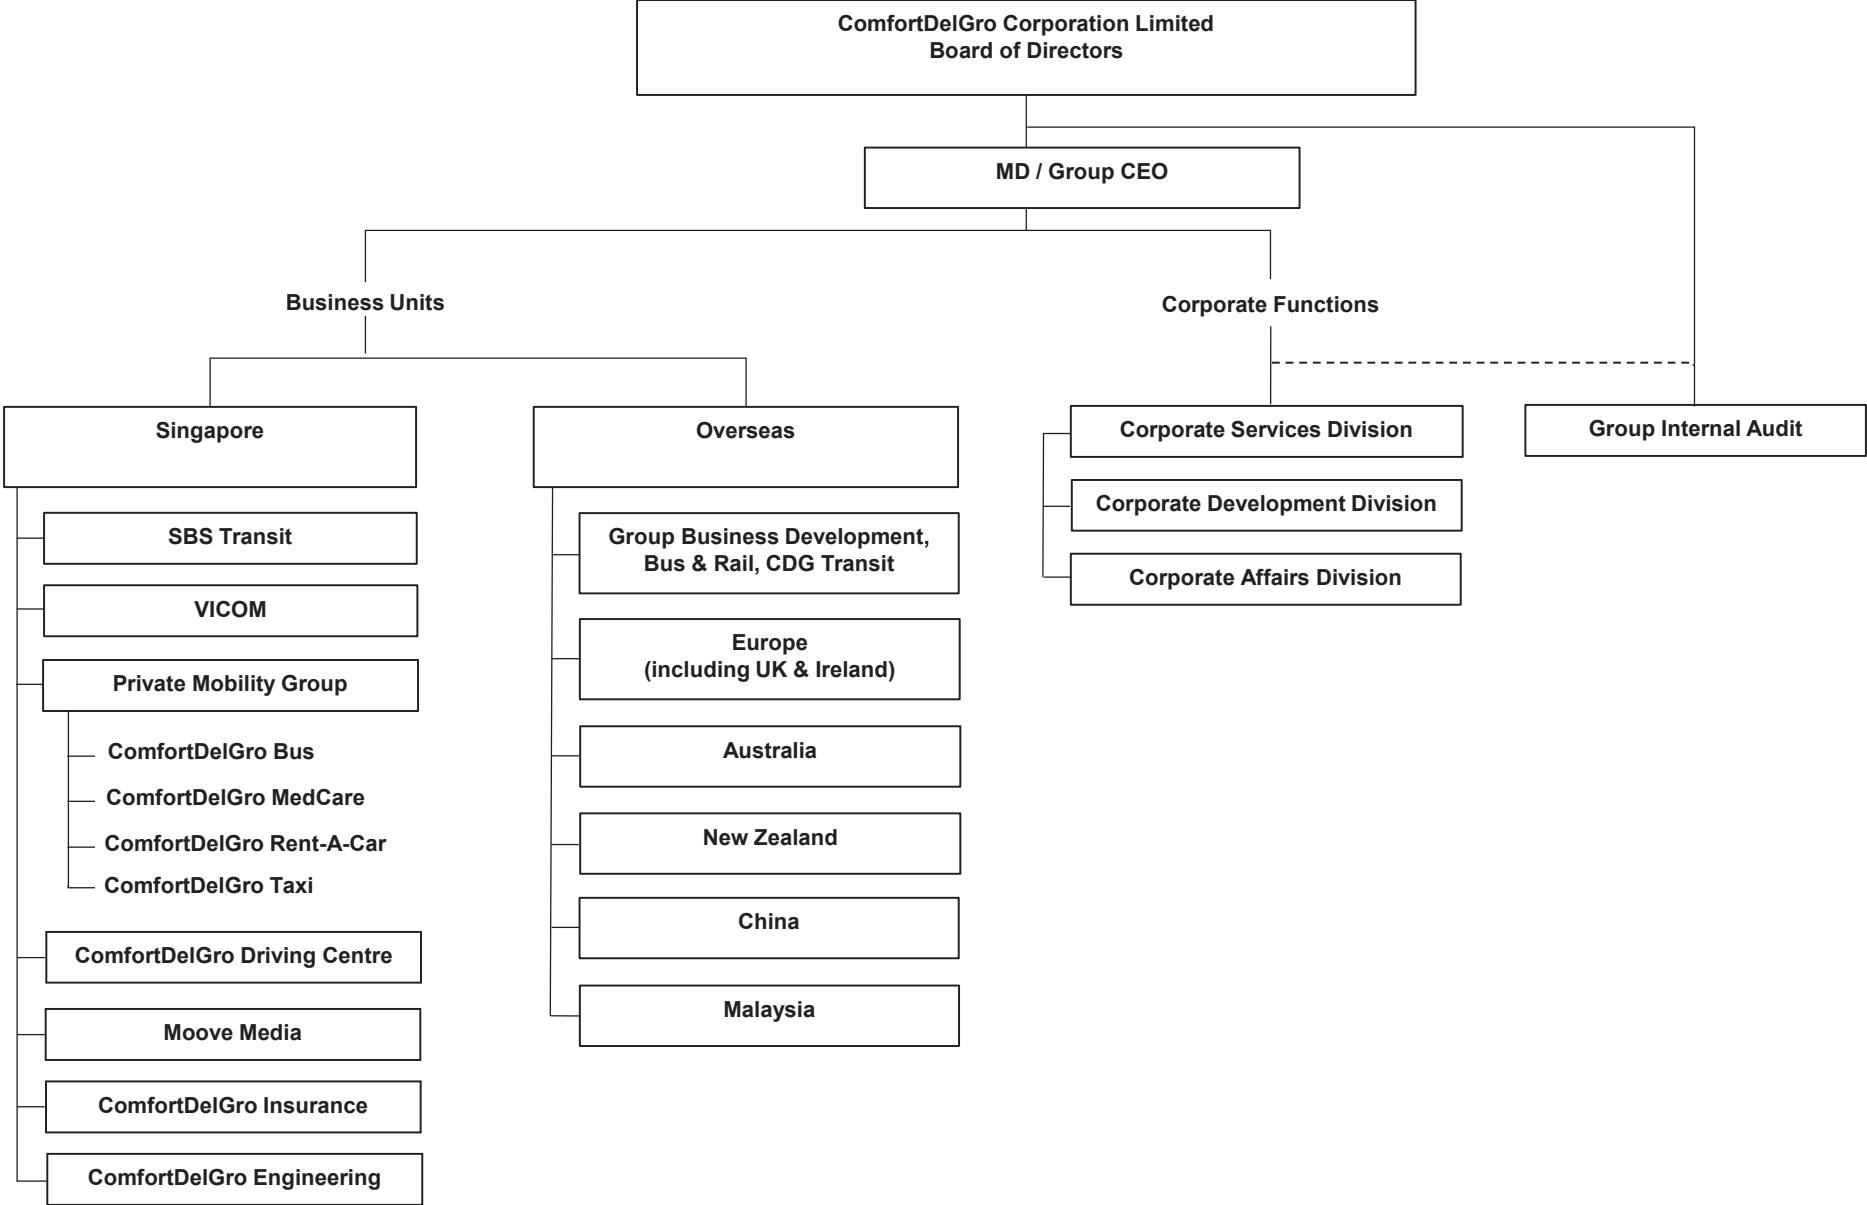 ComfortDelGro Corporation Limited
Board of Directors
MD / Group CEO
Business Units
Corporate Functions
Singapore
Overseas
Corporate Services Division
Group Internal Audit
SBS Transit
VICOM
Private Mobility Group
ComfortDelGro Bus
ComfortDelGro MedCare
ComfortDelGro Rent-A-Car
ComfortDelGro Taxi
ComfortDelGro Driving Centre
Moove Media
ComfortDelGro Insurance
ComfortDelGro Engineering
Group Business Development,
Bus & Rail, CDG Transit
Europe
(including UK & Ireland)
Australia
New Zealand
China
Malaysia
Corporate Development Division
Corporate Affairs Division